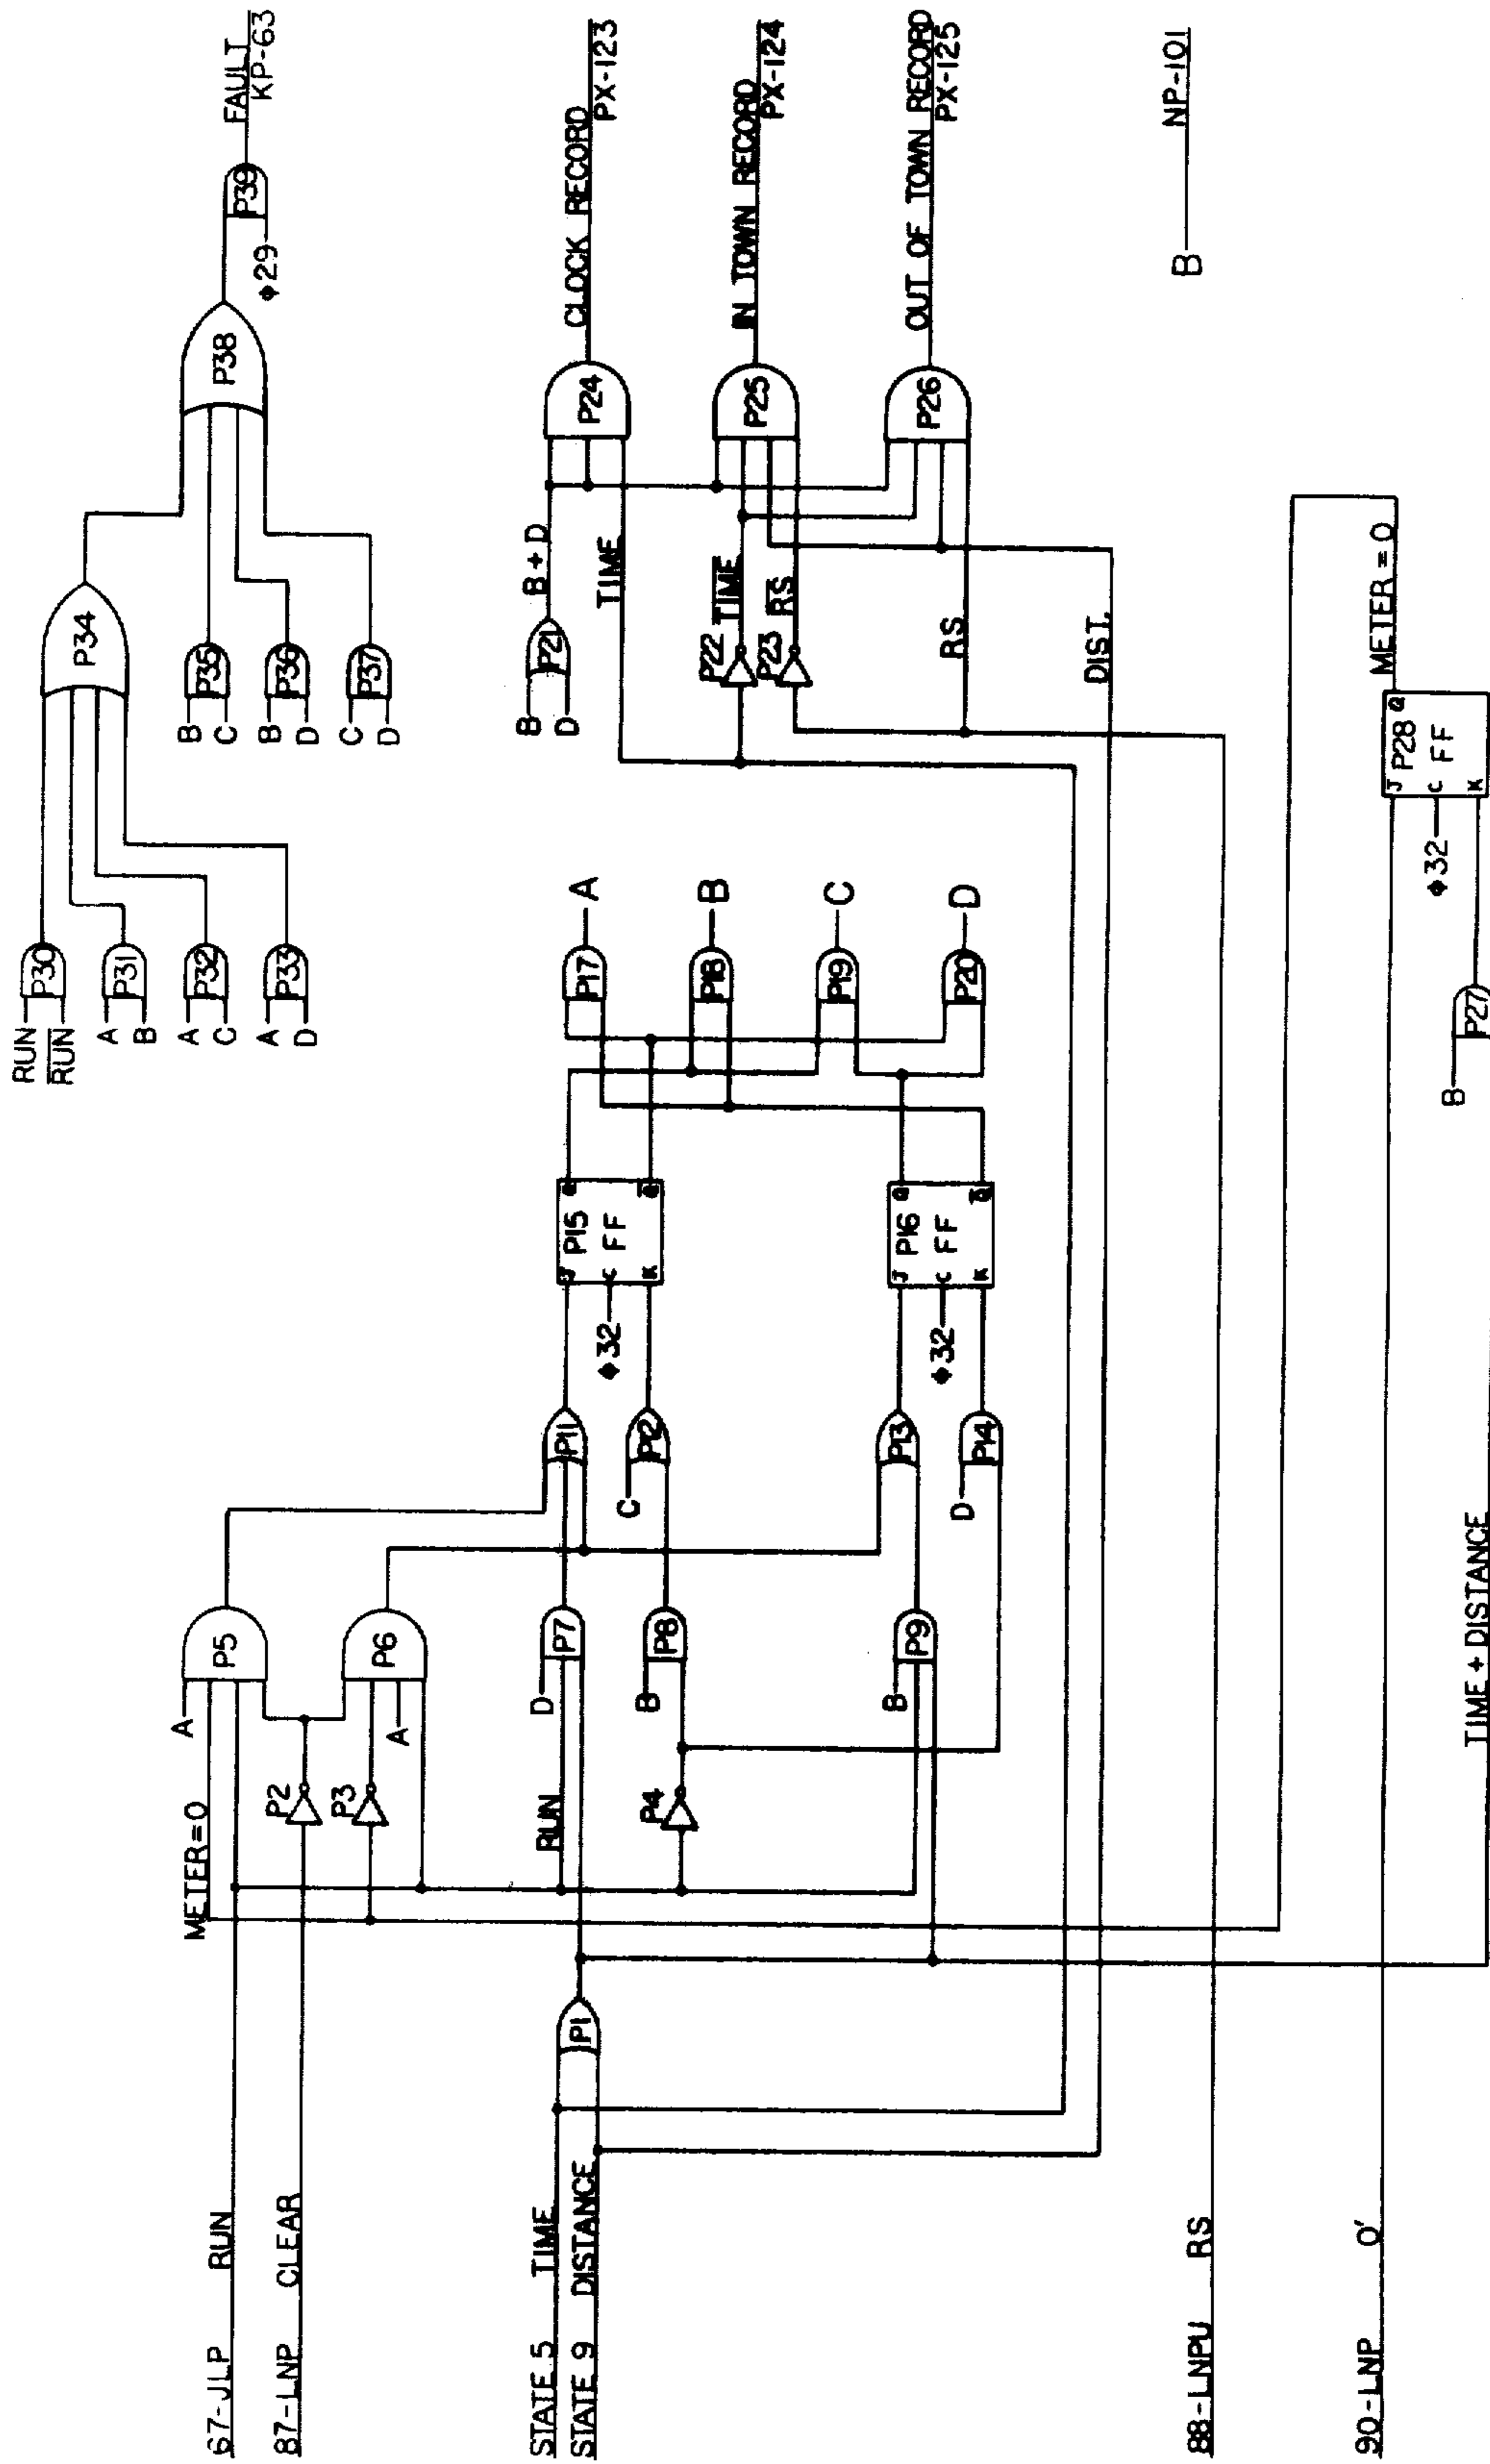 67-JLP RUN
87-LNP CLEAR
STATE 5 TIME
STATE 9 DISTANCE
88-LNPU RS
90-LNP O'
METER=0
A
P5
P2
P3
A
P6
P1
RUN
D
P7
B
P8
P4
B
P9
TIME + DISTANCE
P11
C
P12
P13
D
P14
J
P15
Q
Φ32
C
FF
K
Q̅
J
P16
Q
Φ32
C
FF
K
Q̅
P17
A
P18
B
P19
C
P20
D
B
P27
J
P28
Q
Φ32
C
FF
K
METER = 0
RUN
R̅U̅N̅
P30
A
B
P31
A
C
P32
A
D
P33
P34
B
C
P35
B
D
P36
C
D
P37
P38
Φ29
P39
FAULT
KP-63
B
D
P21
B + D
TIME
P22
T̅I̅M̅E̅
P23
R̅S̅
RS
DIST.
P24
CLOCK RECORD
PX-123
P25
IN TOWN RECORD
PX-124
P26
OUT OF TOWN RECORD
PX-125
B
NP-101